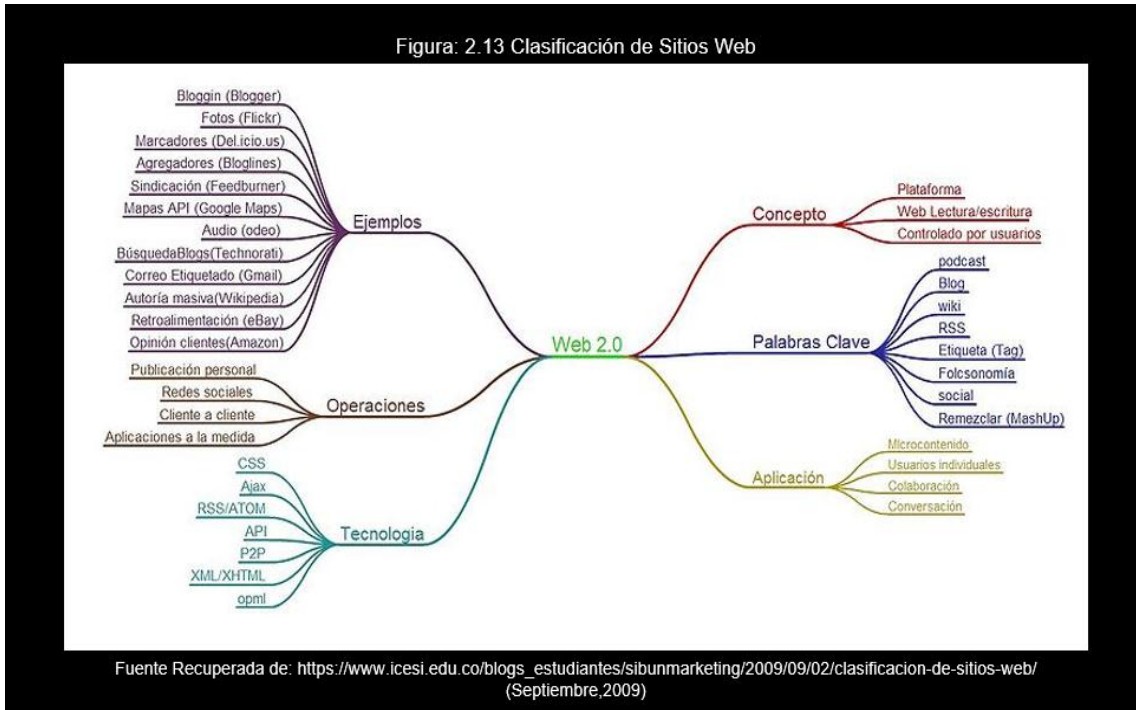 Figura: 2.13 Clasificación de Sitios Web
Bloggin (Blogger)
Fotos (Flickr)
Marcadores (Del.icio.us)
Agregadores (Bloglines)
Sindicación (Feedburner)
Mapas API (Google Maps)
Audio (odeo)
BúsquedaBlogs(Technorati)
Correo Etiquetado (Gmail)
Autoría masiva(Wikipedia)
Retroalimentación (eBay)
Opinión clientes(Amazon)
Ejemplos
Publicación personal
Redes sociales
Cliente a cliente
Aplicaciones a la medida
Operaciones
CSS
Ajax
RSS/ATOM
API
P2P
XML/XHTML
opml
Tecnologia
Web 2.0
Concepto
Plataforma
Web Lectura/escritura
Controlado por usuarios
Palabras Clave
podcast
Blog
wiki
RSS
Etiqueta (Tag)
Folcsonomía
social
Remezclar (MashUp)
Aplicación
Microcontenido
Usuarios individuales
Colaboración
Conversación
Fuente Recuperada de: https://www.icesi.edu.co/blogs_estudiantes/sibunmarketing/2009/09/02/clasificacion-de-sitios-web/
(Septiembre,2009)